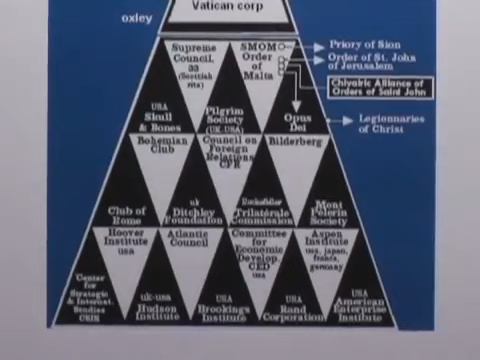 Vatican corp
oxley
Supreme
Council,
33
(Scottish
rite)
SMOM
Order
of
Malta
Priory of Sion
Order of St. John
of Jerusalem
Chivalric Alliance of
Orders of Saint John
USA
Skull
& Bones
Pilgrim
Society
(UK-USA)
Opus
Dei
Legionnaries
of Christ
Bohemian
Club
Council on
Foreign
Relations
CFR
Bilderberg
Club of
Rome
uk
Ditchley
Foundation
Rockefeller
Trilatérale
Commission
Mont
Pelerin
Society
Hoover
Institute
usa
Atlantic
Council
Committee
for
Economic
Develop.
CED
usa
Aspen
Institute
usa, japan,
france,
germany
Center
for
Strategic
& Internat.
Studies
CSIS
uk-usa
Hudson
Institute
USA
Brookings
Institute
USA
Rand
Corporation
USA
American
Enterprise
Institute